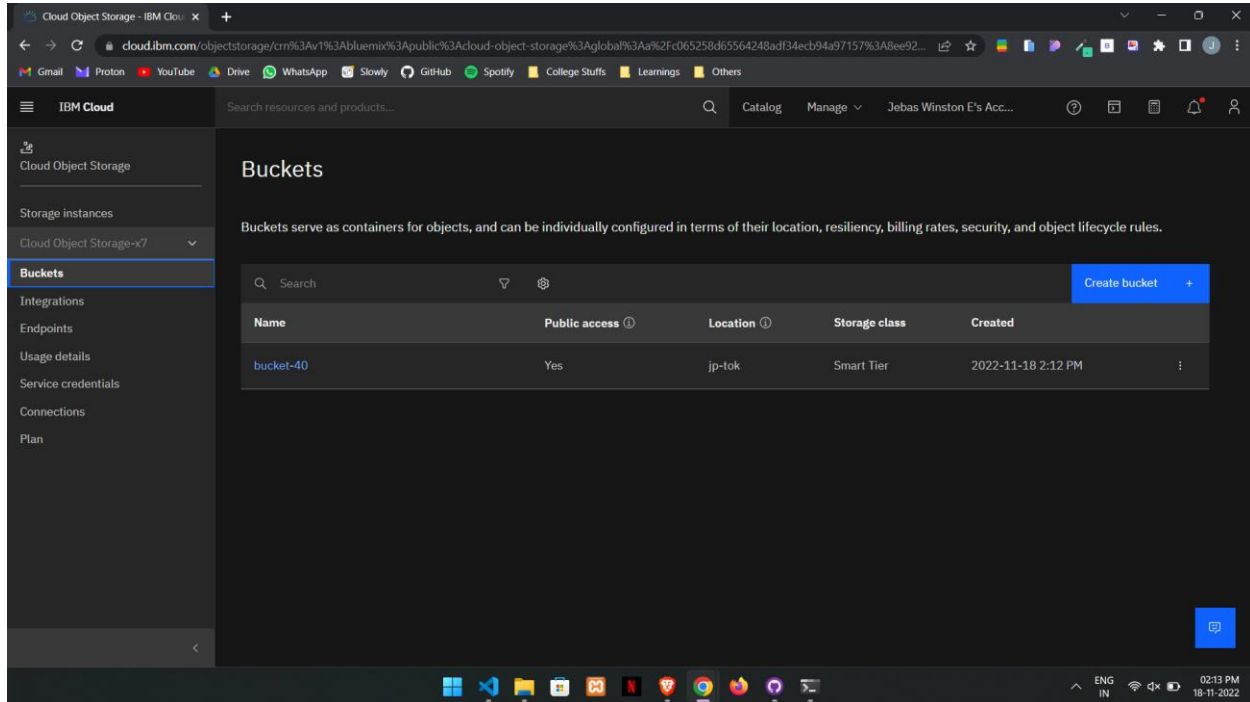 Cloud Object Storage - IBM Clou
cloud.ibm.com/objectstorage/crn%3Av1%3Abluemix%3Apublic%3Acloud-object-storage%3Aglobal%3Aa%2Fc065258d65564248adf34ecb94a97157%3A8ee92...
Gmail Proton YouTube Drive WhatsApp Slowly GitHub Spotify College Stuffs Learnings Others
IBM Cloud Search resources and products... Catalog Manage Jebas Winston E's Acc...
Cloud Object Storage
Storage instances
Cloud Object Storage-x7
Buckets
Integrations
Endpoints
Usage details
Service credentials
Connections
Plan
Buckets
Buckets serve as containers for objects, and can be individually configured in terms of their location, resiliency, billing rates, security, and object lifecycle rules.
Search Create bucket +
Name Public access Location Storage class Created
bucket-40 Yes jp-tok Smart Tier 2022-11-18 2:12 PM
ENG 02:13 PM
IN 18-11-2022